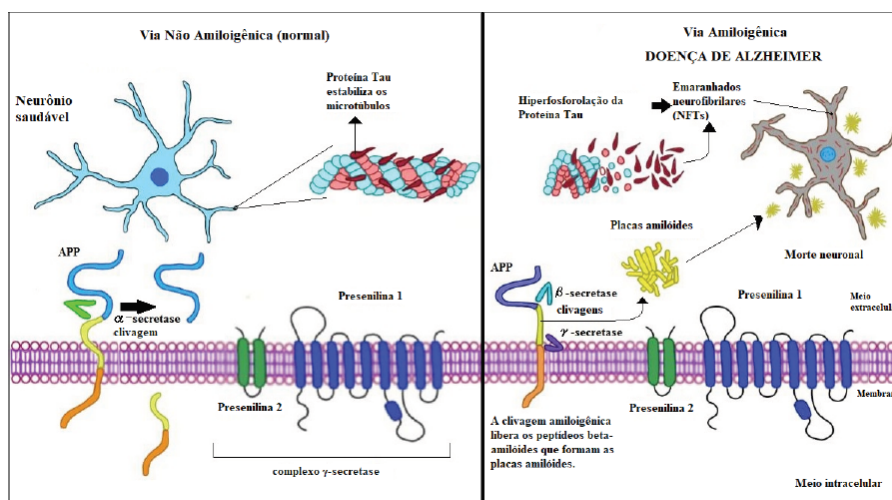 Via Não Amiloigênica (normal)
Neurônio
saudável
Proteína Tau
estabiliza os
microtúbulos
APP
α-secretase
clivagem
Presenilina 1
Presenilina 2
complexo γ-secretase
Via Amiloigênica
DOENÇA DE ALZHEIMER
Hiperfosforolação da
Proteína Tau
Emaranhados
neurofibrilares
(NFTs)
Placas amilóides
Morte neuronal
APP
β-secretase
clivagens
γ-secretase
Presenilina 1
Meio
extracelular
Presenilina 2
Membrana
A clivagem amiloigênica
libera os peptídeos beta-
amilóides que formam as
placas amilóides.
Meio intracelular